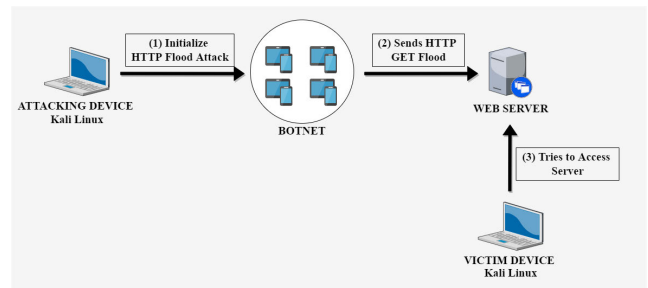 (1) Initialize
HTTP Flood Attack
(2) Sends HTTP
GET Flood
ATTACKING DEVICE
Kali Linux
BOTNET
WEB SERVER
(3) Tries to Access
Server
VICTIM DEVICE
Kali Linux